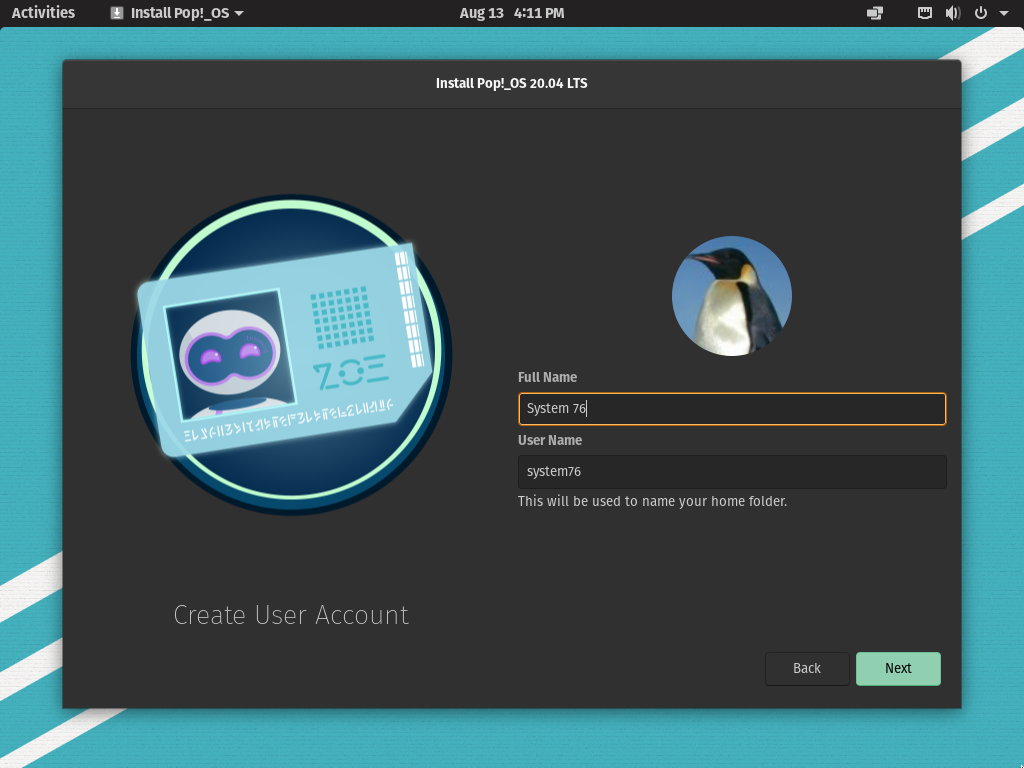 Activities
Install Pop!_OS
Aug 13 4:11 PM
Install Pop!_OS 20.04 LTS
ZOE
Full Name
System 76
User Name
system76
This will be used to name your home folder.
Create User Account
Back
Next